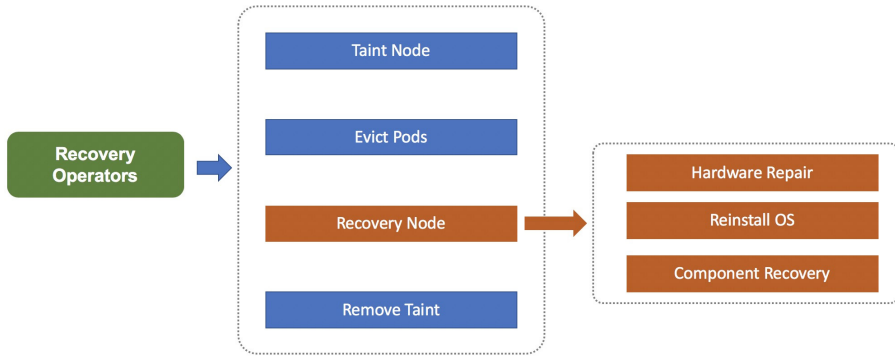 Recovery
Operators
Taint Node
Evict Pods
Recovery Node
Remove Taint
Hardware Repair
Reinstall OS
Component Recovery